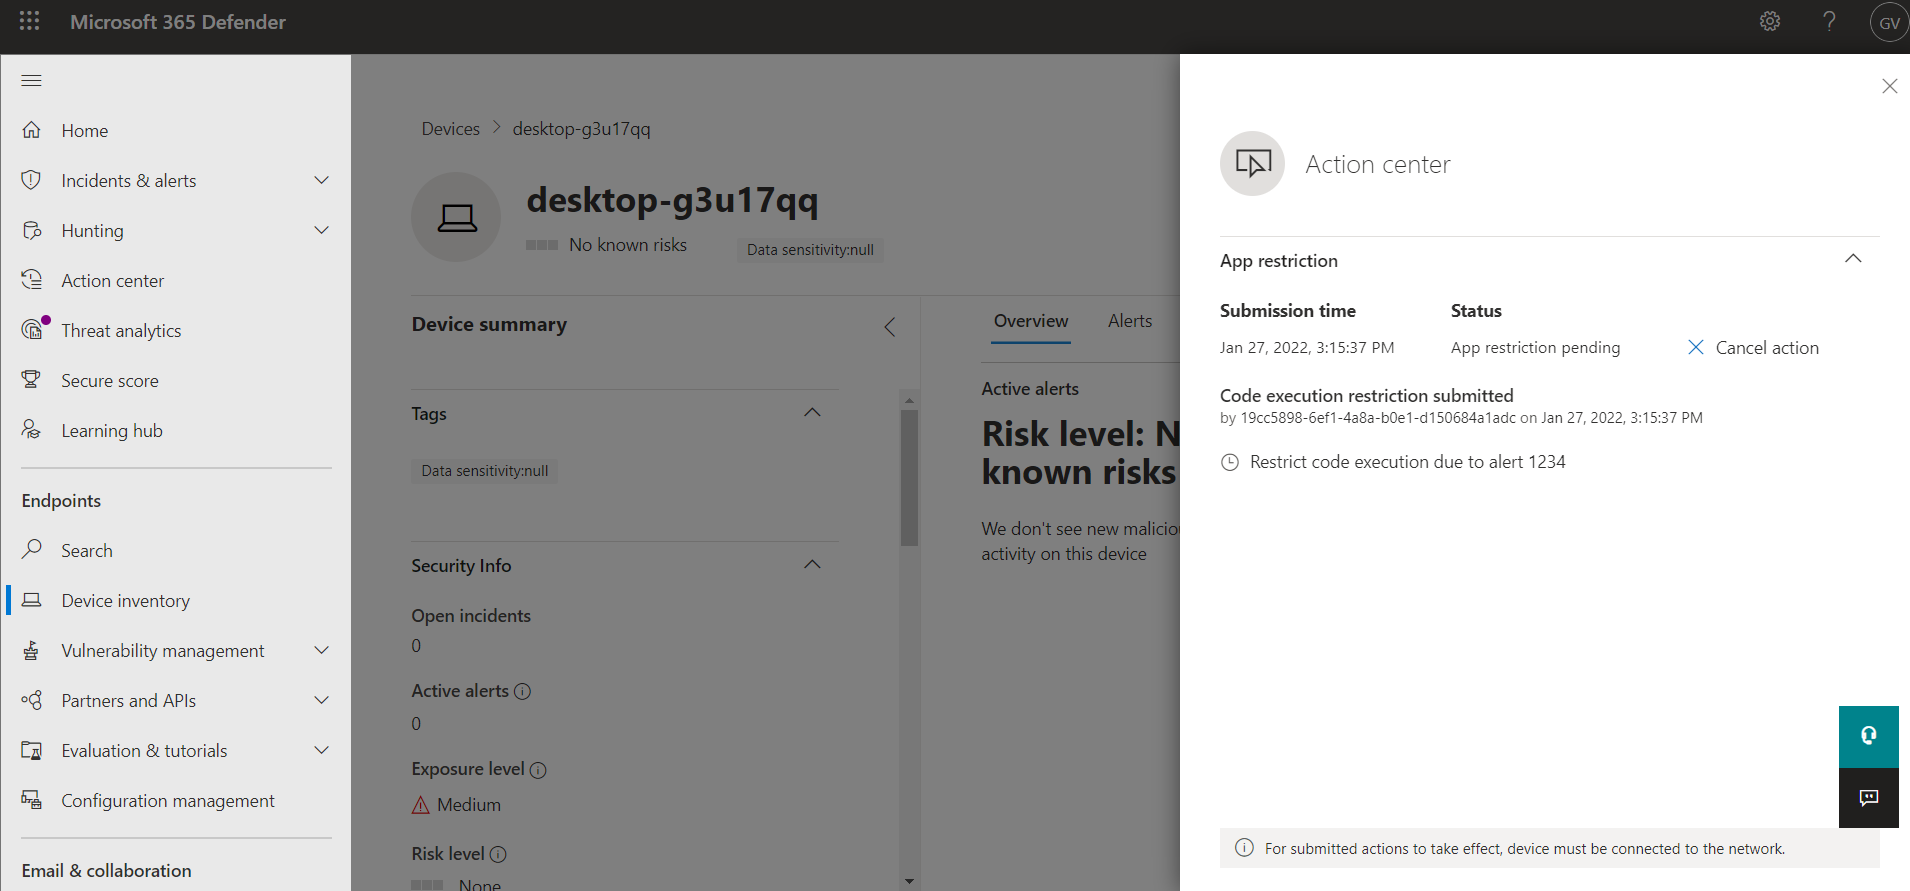 Microsoft 365 Defender
GV
Home
Incidents & alerts
Hunting
Action center
Threat analytics
Secure score
Learning hub
Endpoints
Search
Device inventory
Vulnerability management
Partners and APIs
Evaluation & tutorials
Configuration management
Email & collaboration
Devices > desktop-g3u17qq
desktop-g3u17qq
No known risks
Data sensitivity:null
Device summary
Tags
Data sensitivity:null
Security Info
Open incidents
0
Active alerts
0
Exposure level
Medium
Risk level
None
Overview Alerts
Active alerts
Risk level: N
known risks
We don't see new malicio
activity on this device
Action center
App restriction
Submission time Status
Jan 27, 2022, 3:15:37 PM App restriction pending Cancel action
Code execution restriction submitted
by 19cc5898-6ef1-4a8a-b0e1-d150684a1adc on Jan 27, 2022, 3:15:37 PM
Restrict code execution due to alert 1234
For submitted actions to take effect, device must be connected to the network.